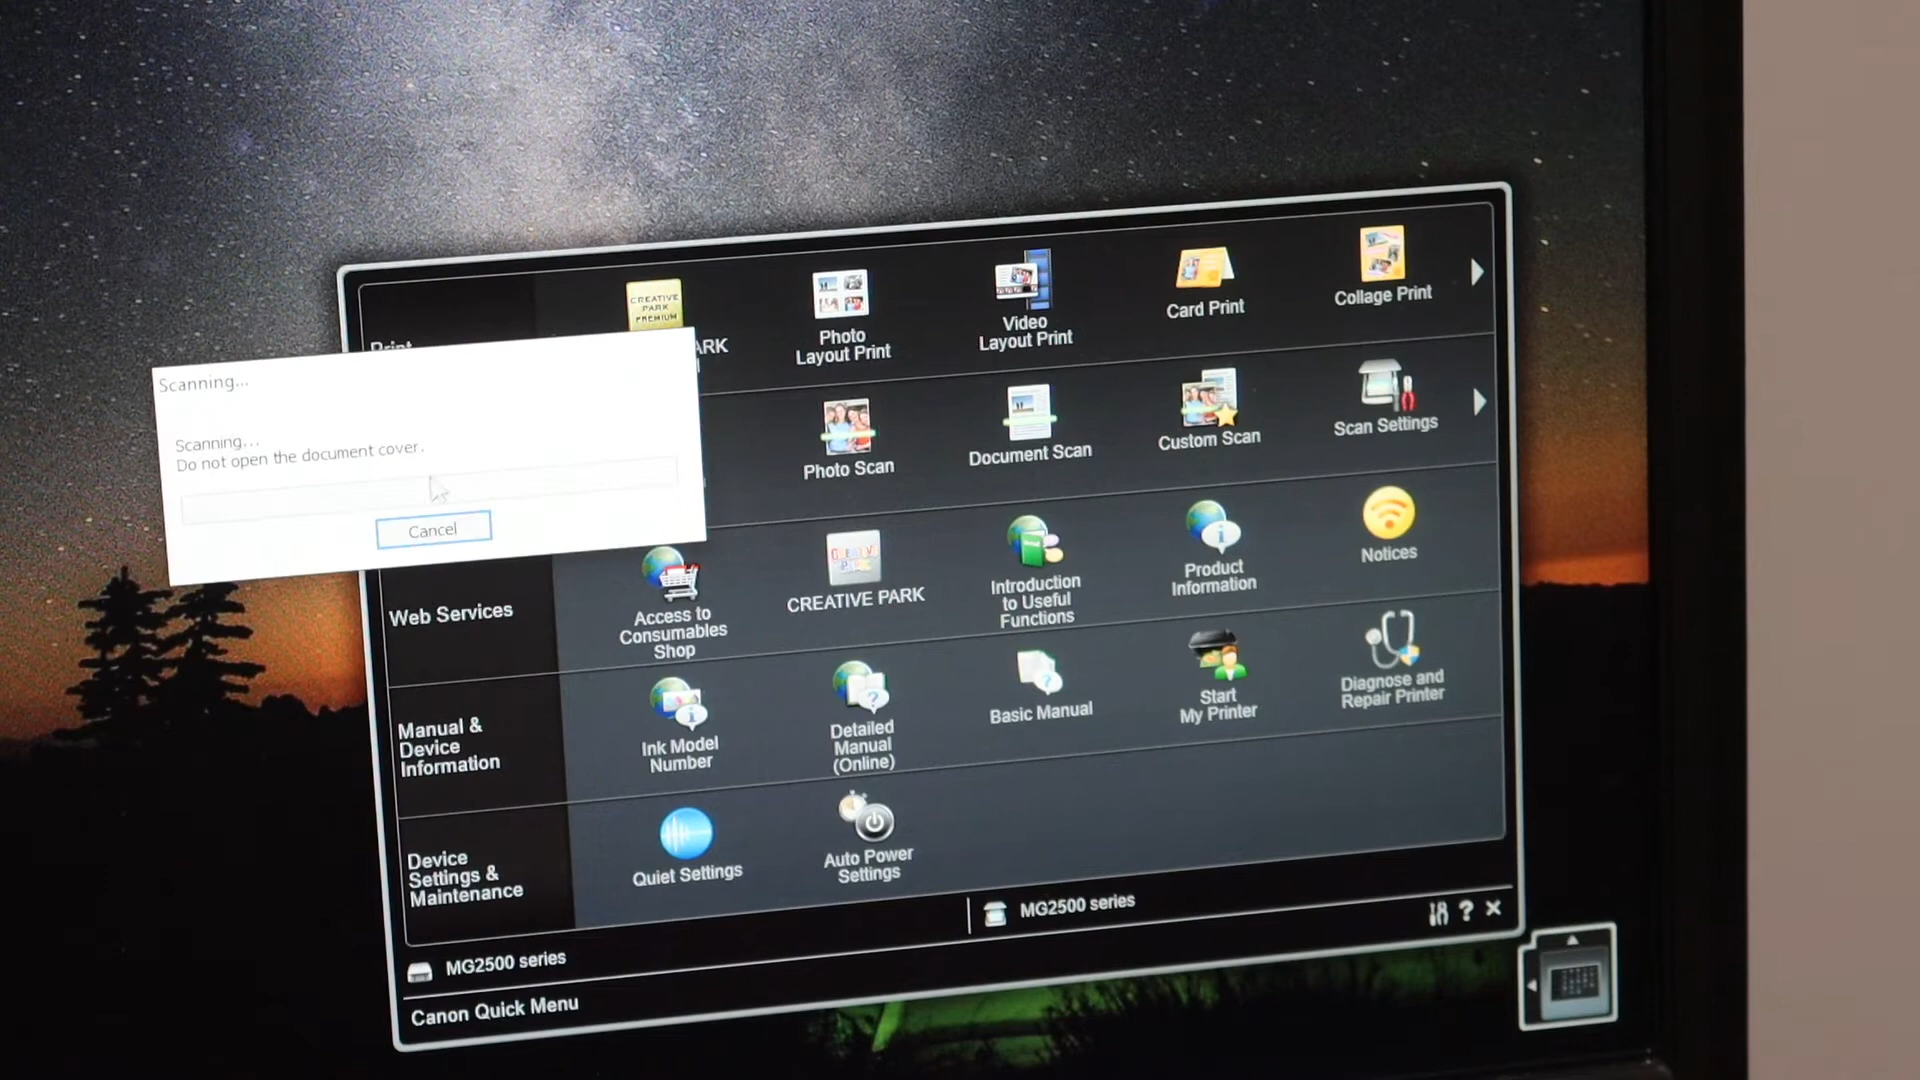 CREATIVE
PARK
PREMIUM
ARK
Print
Photo
Layout Print
Video
Layout Print
Card Print
Collage Print
Scanning...
Scanning...
Do not open the document cover.
Cancel
Photo Scan
Document Scan
Custom Scan
Scan Settings
Web Services
Access to
Consumables
Shop
CREATIVE
PARK
CREATIVE PARK
Introduction
to Useful
Functions
Product
Information
Notices
Manual &
Device
Information
Ink Model
Number
Detailed
Manual
(Online)
Basic Manual
Start
My Printer
Diagnose and
Repair Printer
Device
Settings &
Maintenance
Quiet Settings
Auto Power
Settings
MG2500 series
MG2500 series
Canon Quick Menu